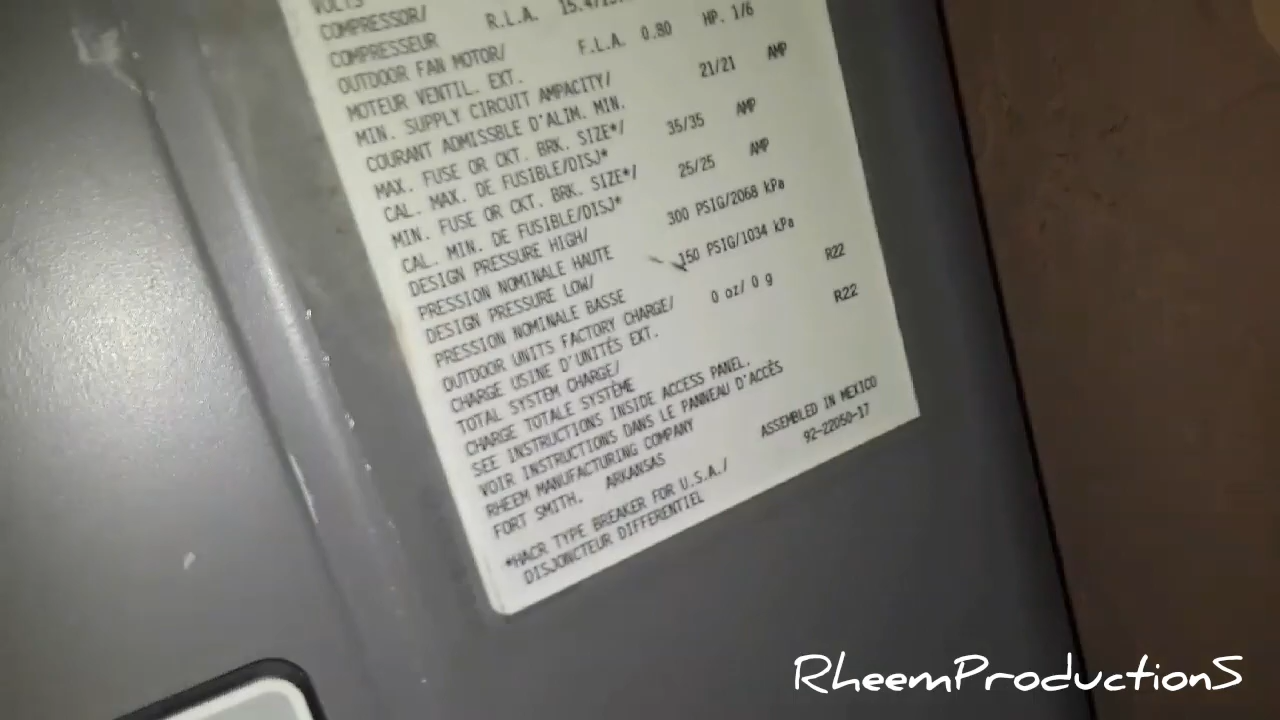 VOLTS
COMPRESSOR/ R.L.A.
COMPRESSEUR
OUTDOOR FAN MOTOR/ F.L.A. 0.80 HP. 1/6
MOTEUR VENTIL. EXT.
MIN. SUPPLY CIRCUIT AMPACITY/ 21/21 AMP
COURANT ADMISSBLE D'ALIM. MIN.
MAX. FUSE OR CKT. BRK. SIZE*/ 35/35 AMP
CAL. MAX. DE FUSIBLE/DISJ*
MIN. FUSE OR CKT. BRK. SIZE*/ 25/25 AMP
CAL. MIN. DE FUSIBLE/DISJ*
DESIGN PRESSURE HIGH/ 300 PSIG/2068 kPa
PRESSION NOMINALE HAUTE
DESIGN PRESSURE LOW/ 150 PSIG/1034 kPa
PRESSION NOMINALE BASSE
OUTDOOR UNITS FACTORY CHARGE/ 0 oz/ 0 g R22
CHARGE USINE D'UNITÉS EXT.
TOTAL SYSTEM CHARGE/ R22
CHARGE TOTALE SYSTÈME
SEE INSTRUCTIONS INSIDE ACCESS PANEL.
VOIR INSTRUCTIONS DANS LE PANNEAU D'ACCÈS
RHEEM MANUFACTURING COMPANY ASSEMBLED IN MEXICO
FORT SMITH, ARKANSAS 92-22050-17
*HACR TYPE BREAKER FOR U.S.A./
DISJONCTEUR DIFFERENTIEL
RheemProductionS